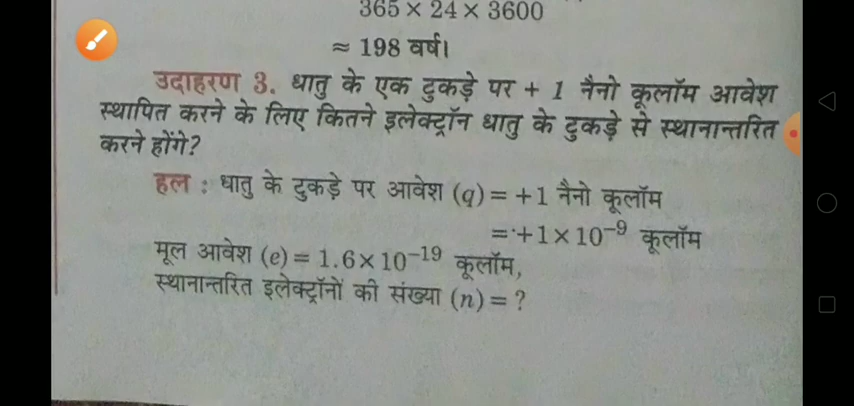 365 × 24 × 3600
≈ 198 वर्ष।
उदाहरण 3. धातु के एक टुकड़े पर + 1 नैनो कूलॉम आवेश
स्थापित करने के लिए कितने इलेक्ट्रॉन धातु के टुकड़े से स्थानान्तरित
करने होंगे?
हल : धातु के टुकड़े पर आवेश (q) = +1 नैनो कूलॉम
= +1 × 10⁻⁹ कूलॉम
मूल आवेश (e) = 1.6 × 10⁻¹⁹ कूलॉम,
स्थानान्तरित इलेक्ट्रॉनों की संख्या (n) = ?